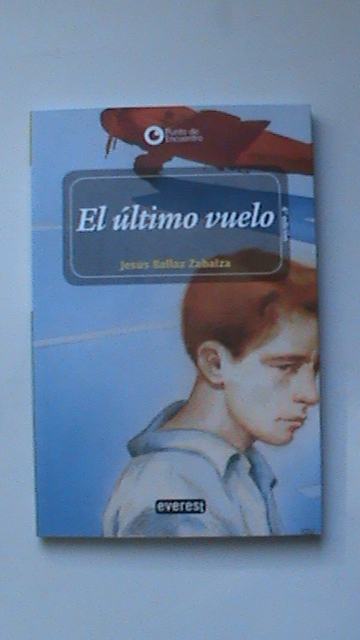 Punto de
Encuentro
El último vuelo
Jesús Ballaz Zabalza
everest